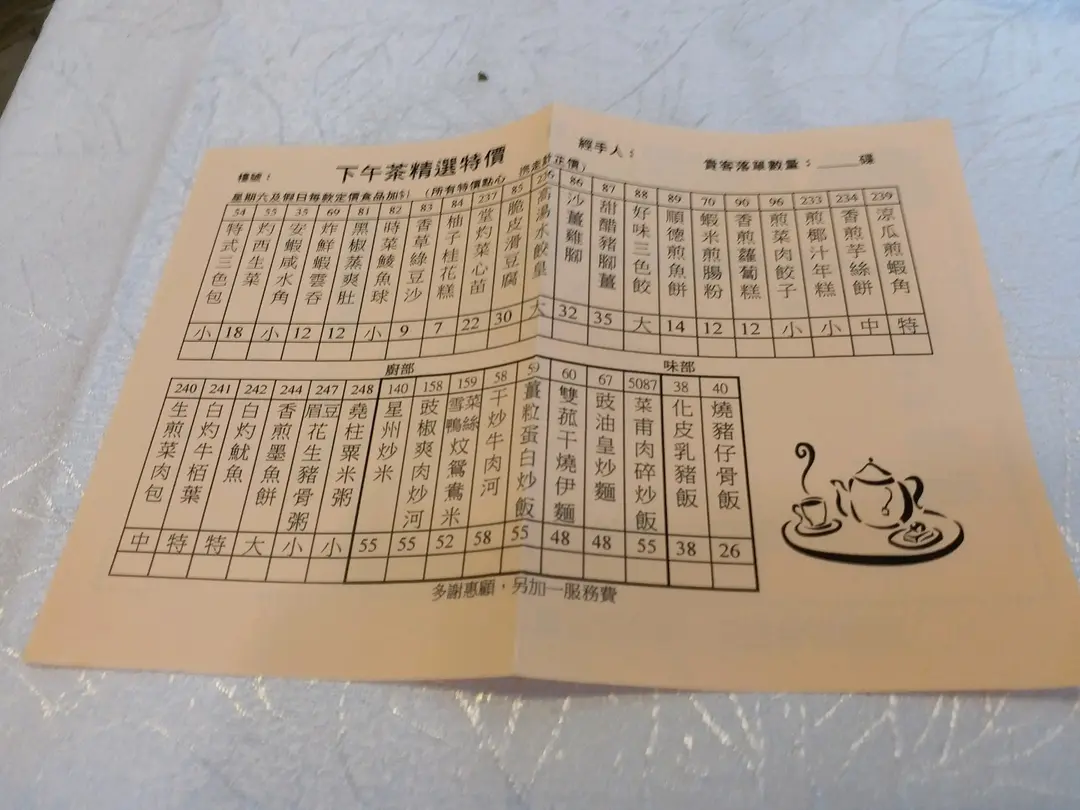 檯號：
下午茶精選特價
經手人：
貴客落單數量：_____碟
星期六及假日每款定價食品加$ （所有特價點心 走 定價）
54 55 35 69 81 82 83 84 237 85 236 86 87 88 89 70 90 96 233 234 239
特式三色包
灼西生菜
安蝦咸水角
炸鮮蝦雲吞
黑椒蒸爽肚
時菜鯪魚球
香草綠豆沙
柚子桂花糕
堂灼菜心苗
脆皮滑豆腐
高湯水餃皇
沙薑雞腳
甜醋豬腳薑
好味三色餃
順德煎魚餅
蝦米煎腸粉
香煎蘿蔔糕
煎菜肉餃子
煎椰汁年糕
香煎芋絲餅
凉瓜煎蝦角
小 18 小 12 12 小 9 7 22 30 大 32 35 大 14 12 12 小 小 中 特
廚部
味部
240 241 242 244 247 248 140 158 159 58 59 60 67 5087 38 40
生煎菜肉包
白灼牛栢葉
白灼魷魚
香煎墨魚餅
眉豆花生豬骨粥
堯柱粟米粥
星州炒米
豉椒爽肉炒河
雪菜鴨絲炆鴛鴦米
干炒牛肉河
薑粒蛋白炒飯
雙菰干燒伊麵
豉油皇炒麵
菜甫肉碎炒飯
化皮乳豬飯
燒豬仔骨飯
中 特 特 大 小 小 55 55 52 58 55 48 48 55 38 26
多謝惠顧，另加一服務費